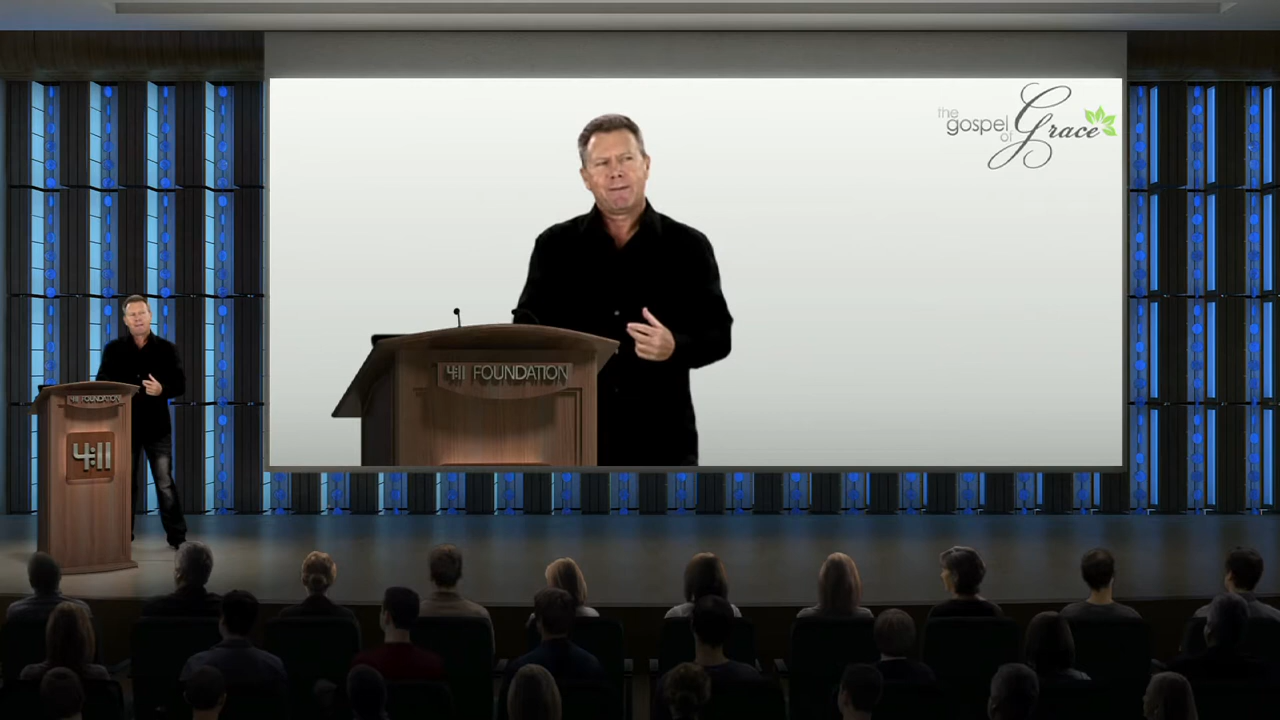 the
gospel
of
Grace
4:11 FOUNDATION
4:11 FOUNDATION
4:11